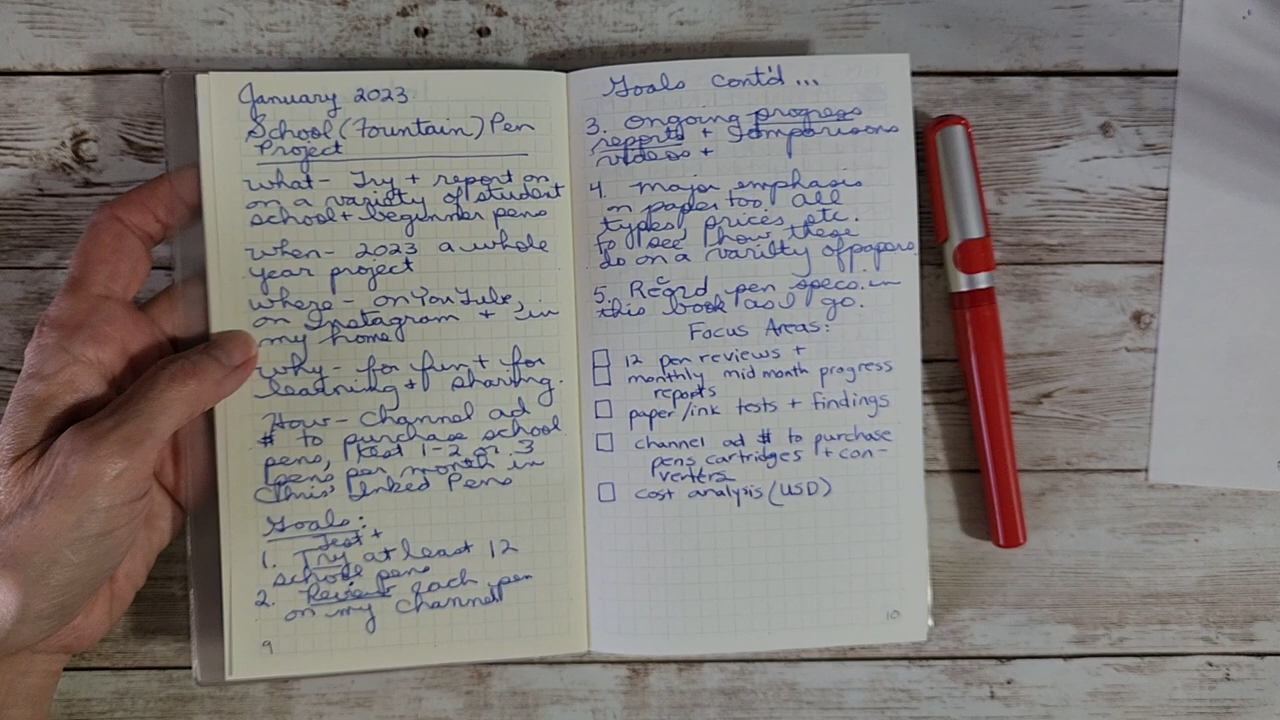 January 2023
School (Fountain) Pen
Project
what - Try + report on
on a variety of student
school + beginner pens
when - 2023 a whole
year project
where - on YouTube,
on Instagram + in
my home
why - for fun + for
learning + sharing.
How - Channel ad
$ to purchase school
pens, test 1-2 or 3
pens per month in
Chris' Inked Pens
Goals:
Test +
1. Try at least 12
school pens
2. Review each pen
on my channel
9
Goals cont'd ...
3. ongoing progress
reports + comparisons
videos +
4. major emphasis
on paper too. all
types, prices etc.
to see how these
do on a variety of papers
5. Record pen specs. in
this book as I go.
Focus Areas:
12 pen reviews +
monthly mid month progress
reports
paper/ink tests + findings
channel ad $ to purchase
pens cartridges + con-
verters
cost analysis (USD)
10